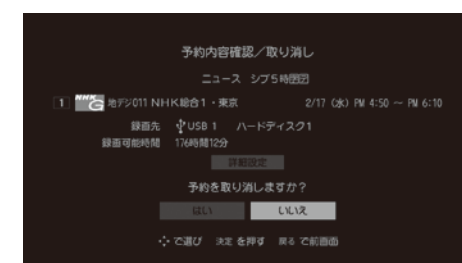 予約内容確認／取り消し
ニュース シブ5時
1 NHK G 地デジ011 NHK総合1・東京 2/17 (水) PM 4:50 ～ PM 6:10
録画先 USB 1 ハードディスク1
録画可能時間 176時間12分
詳細設定
予約を取り消しますか？
はい いいえ
で選び 決定 を押す 戻る で前画面